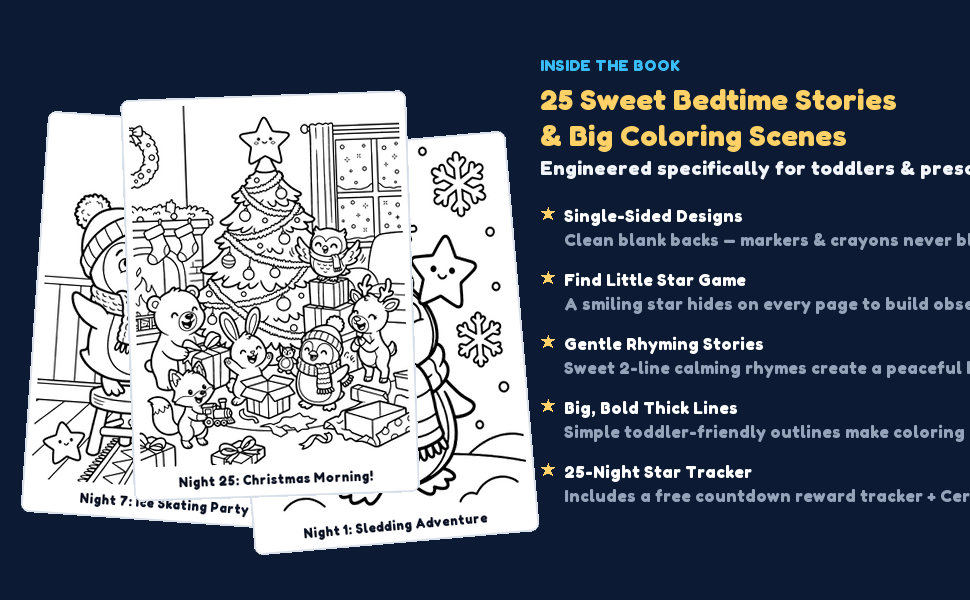 INSIDE THE BOOK
25 Sweet Bedtime Stories
& Big Coloring Scenes
Engineered specifically for toddlers &
Single-Sided Designs
Clean blank backs – markers & crayons never
Find Little Star Game
A smiling star hides on every page to build
Gentle Rhyming Stories
Sweet 2-line calming rhymes create a peaceful
Big, Bold Thick Lines
Simple toddler-friendly outlines make coloring
25-Night Star Tracker
Includes a free countdown reward tracker +
Night 25: Christmas Morning!
Night 7: Ice Skating Party
Night 1: Sledding Adventure